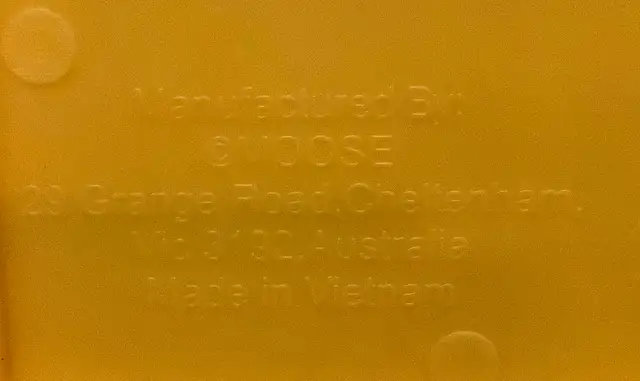 Manufactured By:
©MOOSE
29 Grange Road, Cheltenham,
Vic 3192, Australia
Made in Vietnam